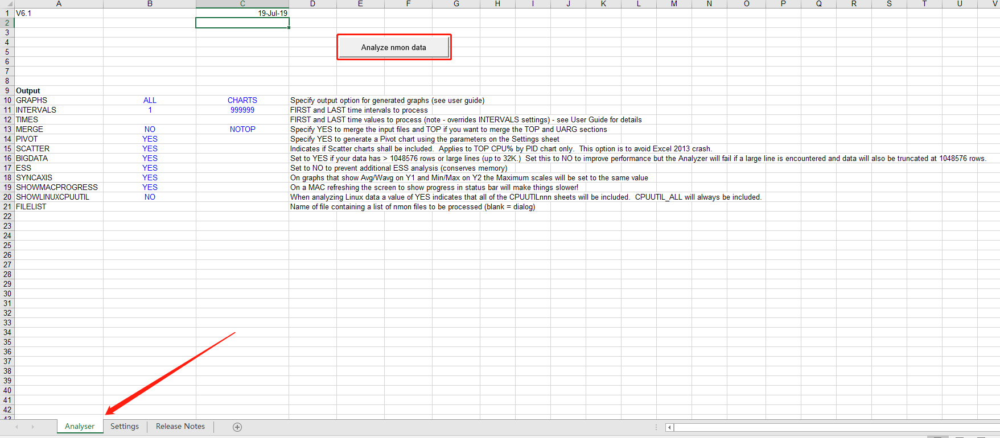 A B C D E F G H I J K L M N O P Q R S T U V
1 V6.1 19-Jul-19
2
3
4
Analyze nmon data
5
6
7
8
9 Output
10 GRAPHS ALL CHARTS Specify output option for generated graphs (see user guide)
11 INTERVALS 1 999999 FIRST and LAST time intervals to process
12 TIMES FIRST and LAST time values to process (note - overrides INTERVALS settings) - see User Guide for details
13 MERGE NO NOTOP Specify YES to merge the input files and TOP if you want to merge the TOP and UARG sections
14 PIVOT YES Specify YES to generate a Pivot chart using the parameters on the Settings sheet
15 SCATTER YES Indicates if Scatter charts shall be included.  Applies to TOP CPU% by PID chart only.  This option is to avoid Excel 2013 crash.
16 BIGDATA YES Set to YES if your data has > 1048576 rows or large lines (up to 32K.)  Set this to NO to improve performance but the Analyzer will fail if a large line is encountered and data will also be truncated at 1048576 rows.
17 ESS YES Set to NO to prevent additional ESS analysis (conserves memory)
18 SYNCAXIS YES On graphs that show Avg/Wavg on Y1 and Min/Max on Y2 the Maximum scales will be set to the same value
19 SHOWMACPROGRESS YES On a MAC refreshing the screen to show progress in status bar will make things slower!
20 SHOWLINUXCPUUTIL NO When analyzing Linux data a value of YES indicates that all of the CPUUTILnnn sheets will be included.  CPUUTIL_ALL will always be included.
21 FILELIST Name of file containing a list of nmon files to be processed (blank = dialog)
22
23
24
25
26
27
28
29
30
31
32
33
34
35
36
37
38
39
40
41
42
43
Analyser Settings Release Notes